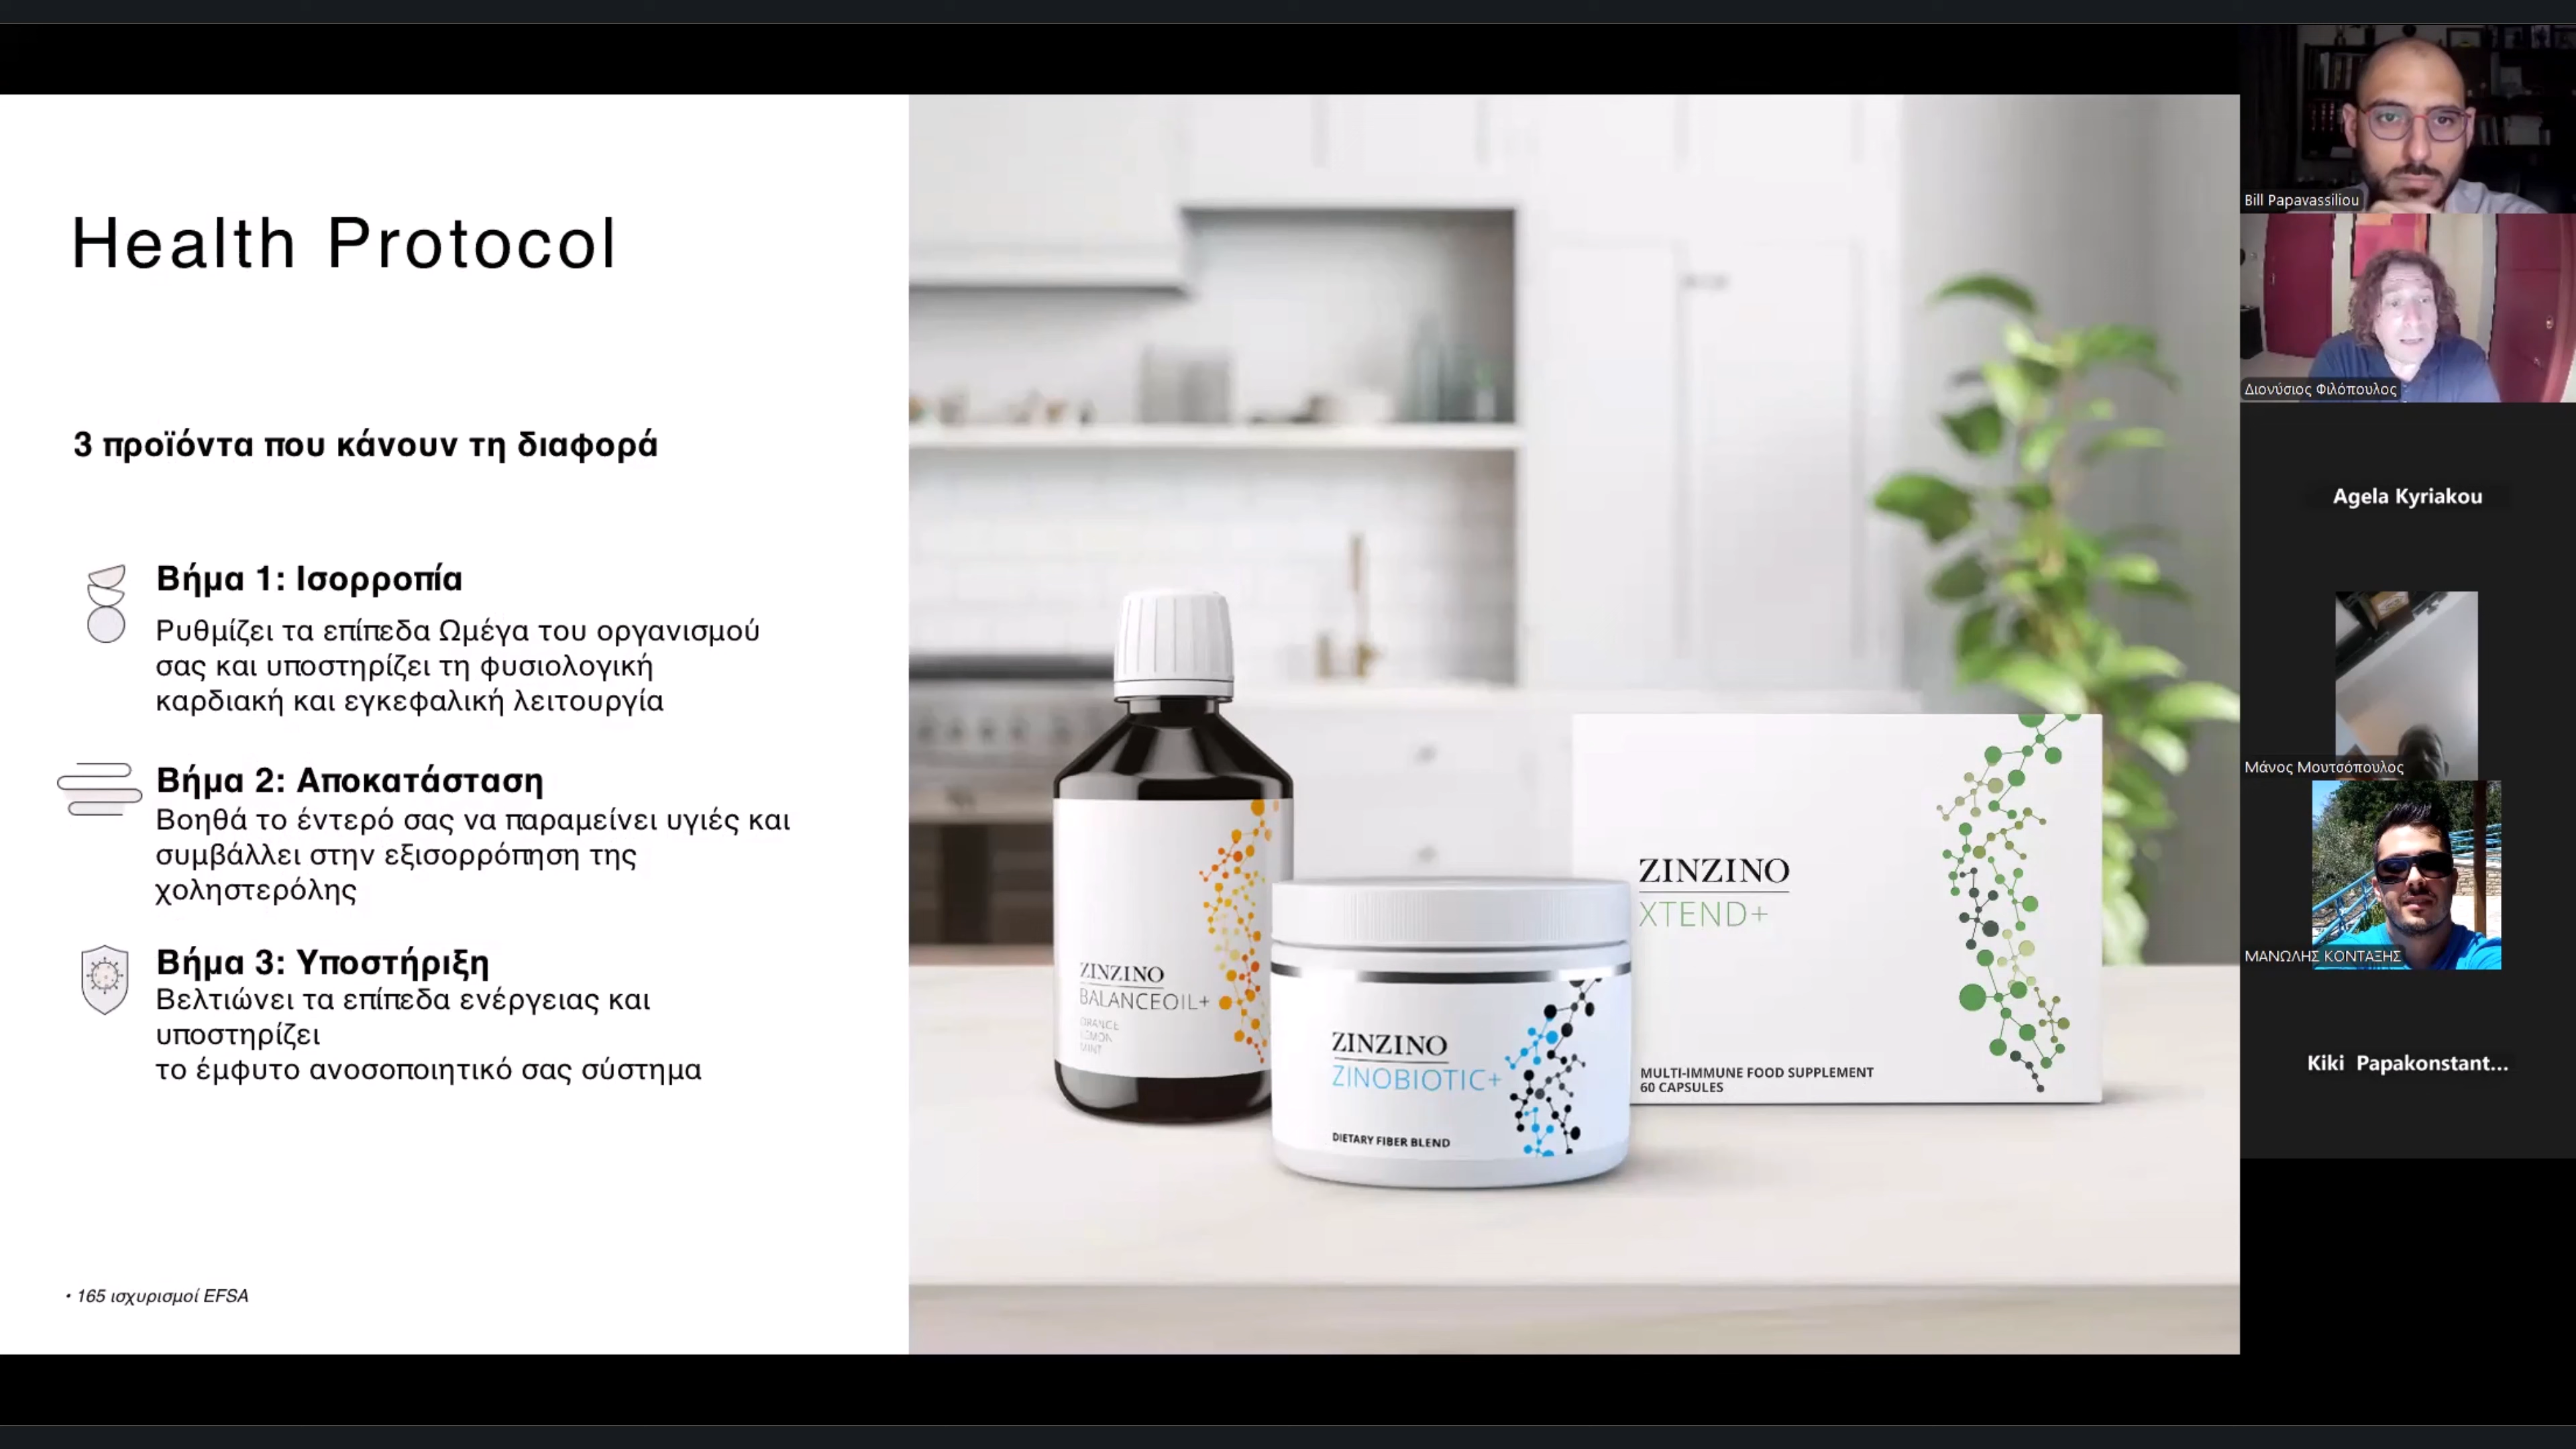 Health Protocol
3 προϊόντα που κάνουν τη διαφορά
Βήμα 1: Ισορροπία
Ρυθμίζει τα επίπεδα Ωμέγα του οργανισμού
σας και υποστηρίζει τη φυσιολογική
καρδιακή και εγκεφαλική λειτουργία
Βήμα 2: Αποκατάσταση
Βοηθά το έντερό σας να παραμείνει υγιές και
συμβάλλει στην εξισορρόπηση της
χοληστερόλης
Βήμα 3: Υποστήριξη
Βελτιώνει τα επίπεδα ενέργειας και
υποστηρίζει
το έμφυτο ανοσοποιητικό σας σύστημα
• 165 ισχυρισμοί EFSA
ZINZINO
BALANCEOIL+
ORANGE
LEMON
MINT
ZINZINO
ZINOBIOTIC+
DIETARY FIBER BLEND
ZINZINO
XTEND+
MULTI-IMMUNE FOOD SUPPLEMENT
60 CAPSULES
Bill Papavassiliou
Διονύσιος Φιλόπουλος
Agela Kyriakou
Μάνος Μουτσόπουλος
ΜΑΝΩΛΗΣ ΚΟΝΤΑΞΗΣ
Kiki Papakonstant...